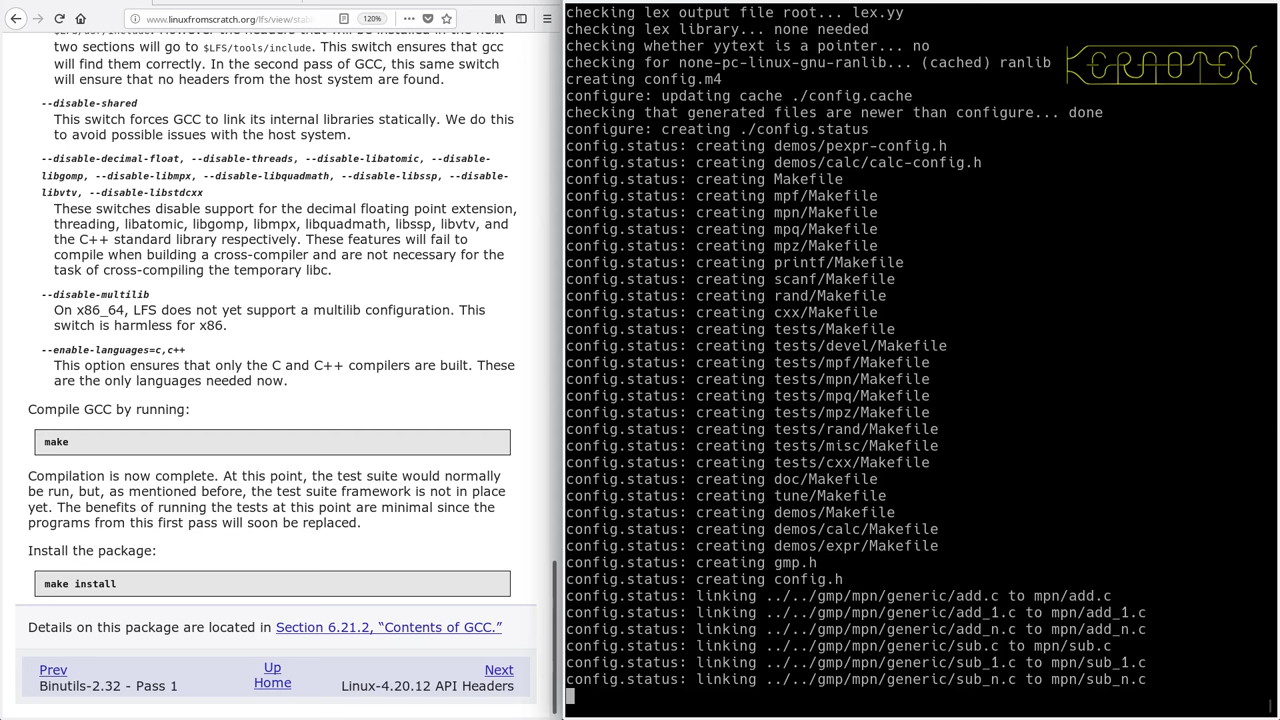 www.linuxfromscratch.org/lfs/view/stab
120%
two sections will go to $LFS/tools/include. This switch ensures that gcc
will find them correctly. In the second pass of GCC, this same switch
will ensure that no headers from the host system are found.
--disable-shared
This switch forces GCC to link its internal libraries statically. We do this
to avoid possible issues with the host system.
--disable-decimal-float, --disable-threads, --disable-libatomic, --disable-
libgomp, --disable-libmpx, --disable-libquadmath, --disable-libssp, --disable-
libvtv, --disable-libstdcxx
These switches disable support for the decimal floating point extension,
threading, libatomic, libgomp, libmpx, libquadmath, libssp, libvtv, and
the C++ standard library respectively. These features will fail to
compile when building a cross-compiler and are not necessary for the
task of cross-compiling the temporary libc.
--disable-multilib
On x86_64, LFS does not yet support a multilib configuration. This
switch is harmless for x86.
--enable-languages=c,c++
This option ensures that only the C and C++ compilers are built. These
are the only languages needed now.
Compile GCC by running:
make
Compilation is now complete. At this point, the test suite would normally
be run, but, as mentioned before, the test suite framework is not in place
yet. The benefits of running the tests at this point are minimal since the
programs from this first pass will soon be replaced.
Install the package:
make install
Details on this package are located in Section 6.21.2, “Contents of GCC.”
Prev
Up
Next
Binutils-2.32 - Pass 1
Home
Linux-4.20.12 API Headers
checking lex output file root... lex.yy
checking lex library... none needed
checking whether yytext is a pointer... no
checking for none-pc-linux-gnu-ranlib... (cached) ranlib
creating config.m4
configure: updating cache ./config.cache
checking that generated files are newer than configure... done
configure: creating ./config.status
config.status: creating demos/pexpr-config.h
config.status: creating demos/calc/calc-config.h
config.status: creating Makefile
config.status: creating mpf/Makefile
config.status: creating mpn/Makefile
config.status: creating mpq/Makefile
config.status: creating mpz/Makefile
config.status: creating printf/Makefile
config.status: creating scanf/Makefile
config.status: creating rand/Makefile
config.status: creating cxx/Makefile
config.status: creating tests/Makefile
config.status: creating tests/devel/Makefile
config.status: creating tests/mpf/Makefile
config.status: creating tests/mpn/Makefile
config.status: creating tests/mpq/Makefile
config.status: creating tests/mpz/Makefile
config.status: creating tests/rand/Makefile
config.status: creating tests/misc/Makefile
config.status: creating tests/cxx/Makefile
config.status: creating doc/Makefile
config.status: creating tune/Makefile
config.status: creating demos/Makefile
config.status: creating demos/calc/Makefile
config.status: creating demos/expr/Makefile
config.status: creating gmp.h
config.status: creating config.h
config.status: linking ../../gmp/mpn/generic/add.c to mpn/add.c
config.status: linking ../../gmp/mpn/generic/add_1.c to mpn/add_1.c
config.status: linking ../../gmp/mpn/generic/add_n.c to mpn/add_n.c
config.status: linking ../../gmp/mpn/generic/sub.c to mpn/sub.c
config.status: linking ../../gmp/mpn/generic/sub_1.c to mpn/sub_1.c
config.status: linking ../../gmp/mpn/generic/sub_n.c to mpn/sub_n.c